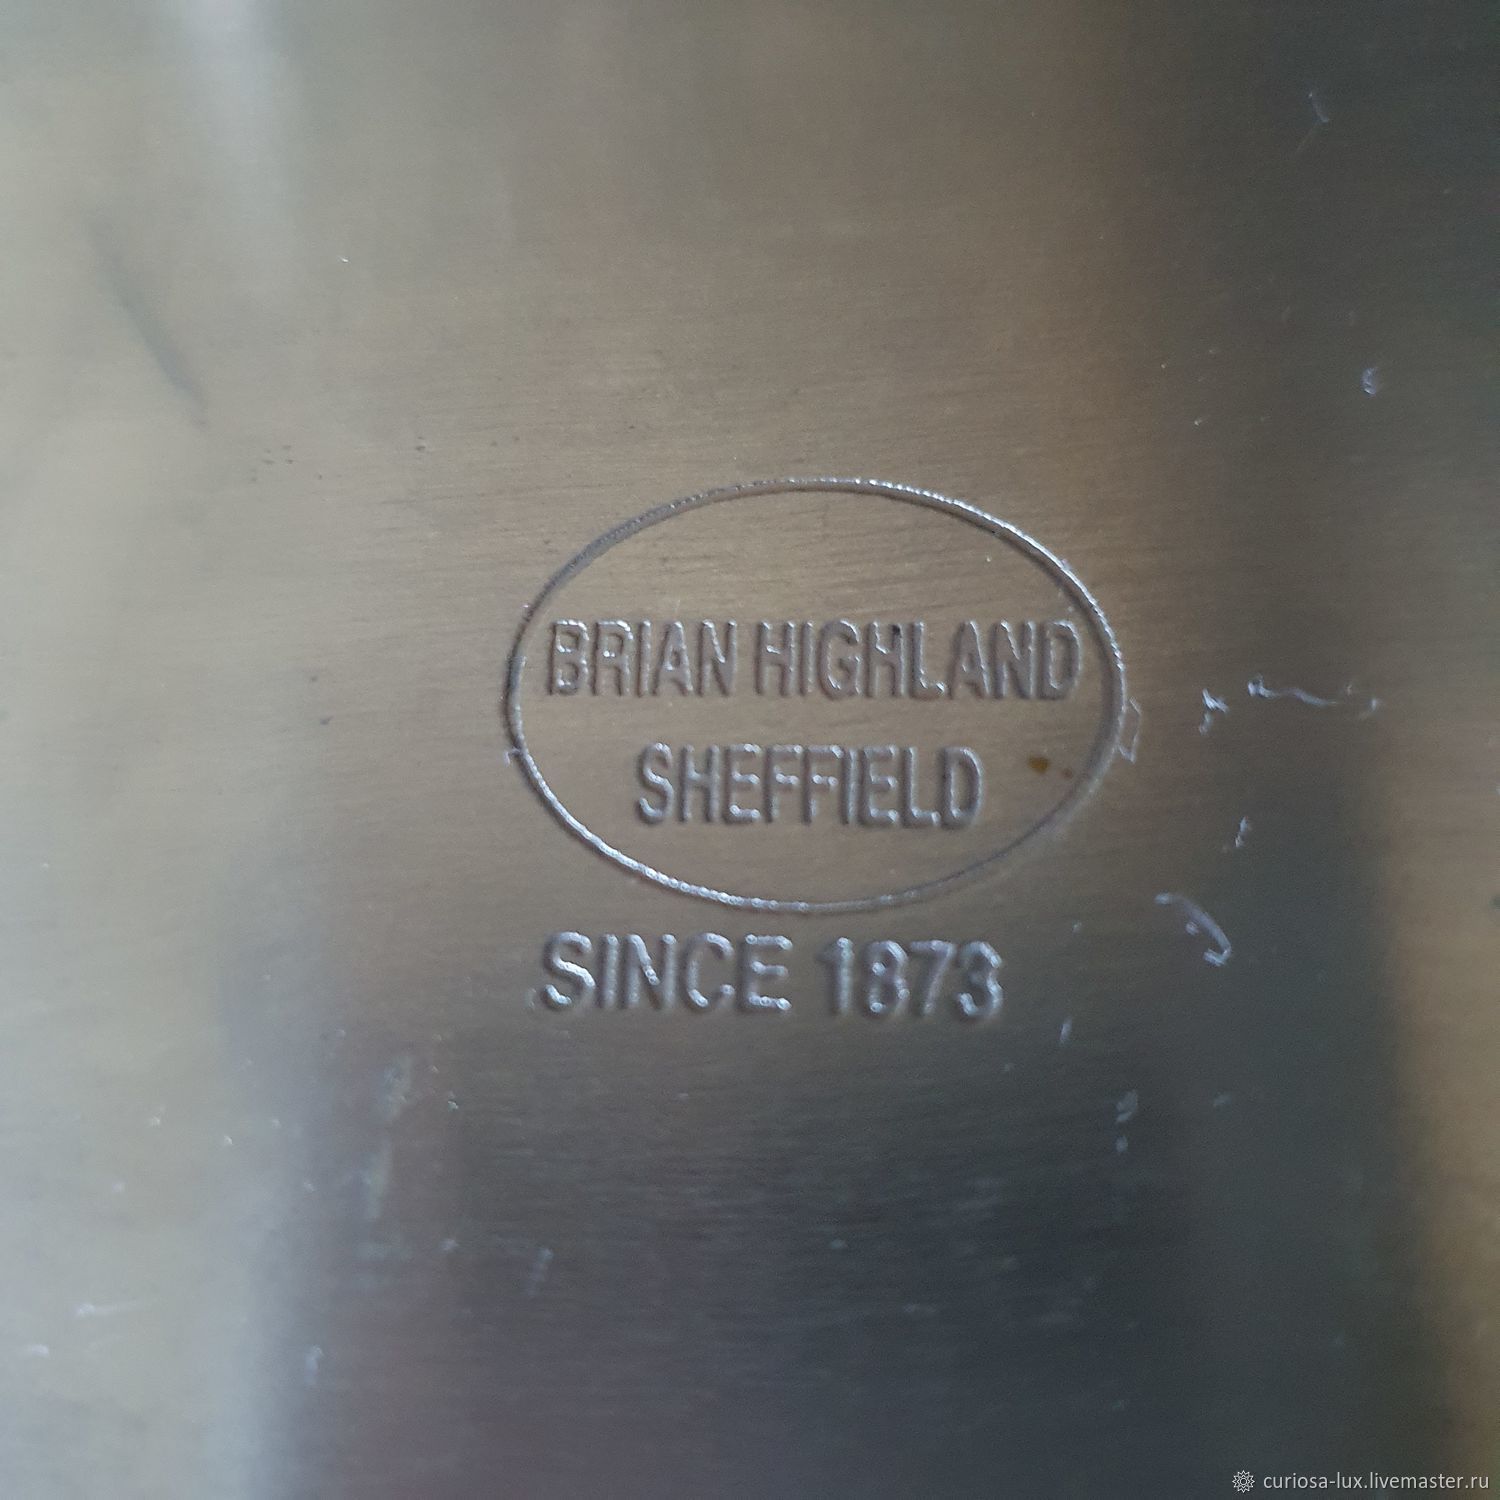 BRIAN HIGHLAND
SHEFFIELD
SINCE 1873
curiosa-lux.livemaster.ru